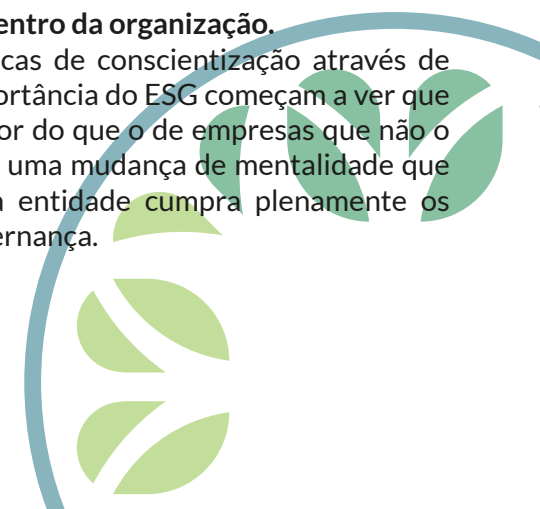 entro da organização.
cas de conscientização através de
ortância do ESG começam a ver que
or do que o de empresas que não o
uma mudança de mentalidade que
a entidade cumpra plenamente os
ernança.